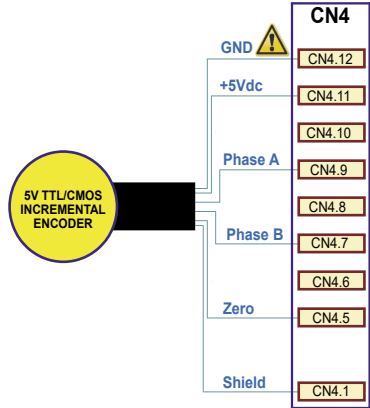 CN4
GND
CN4.12
+5Vdc
CN4.11
CN4.10
Phase A
CN4.9
5V TTL/CMOS
INCREMENTAL
ENCODER
CN4.8
Phase B
CN4.7
CN4.6
Zero
CN4.5
Shield
CN4.1